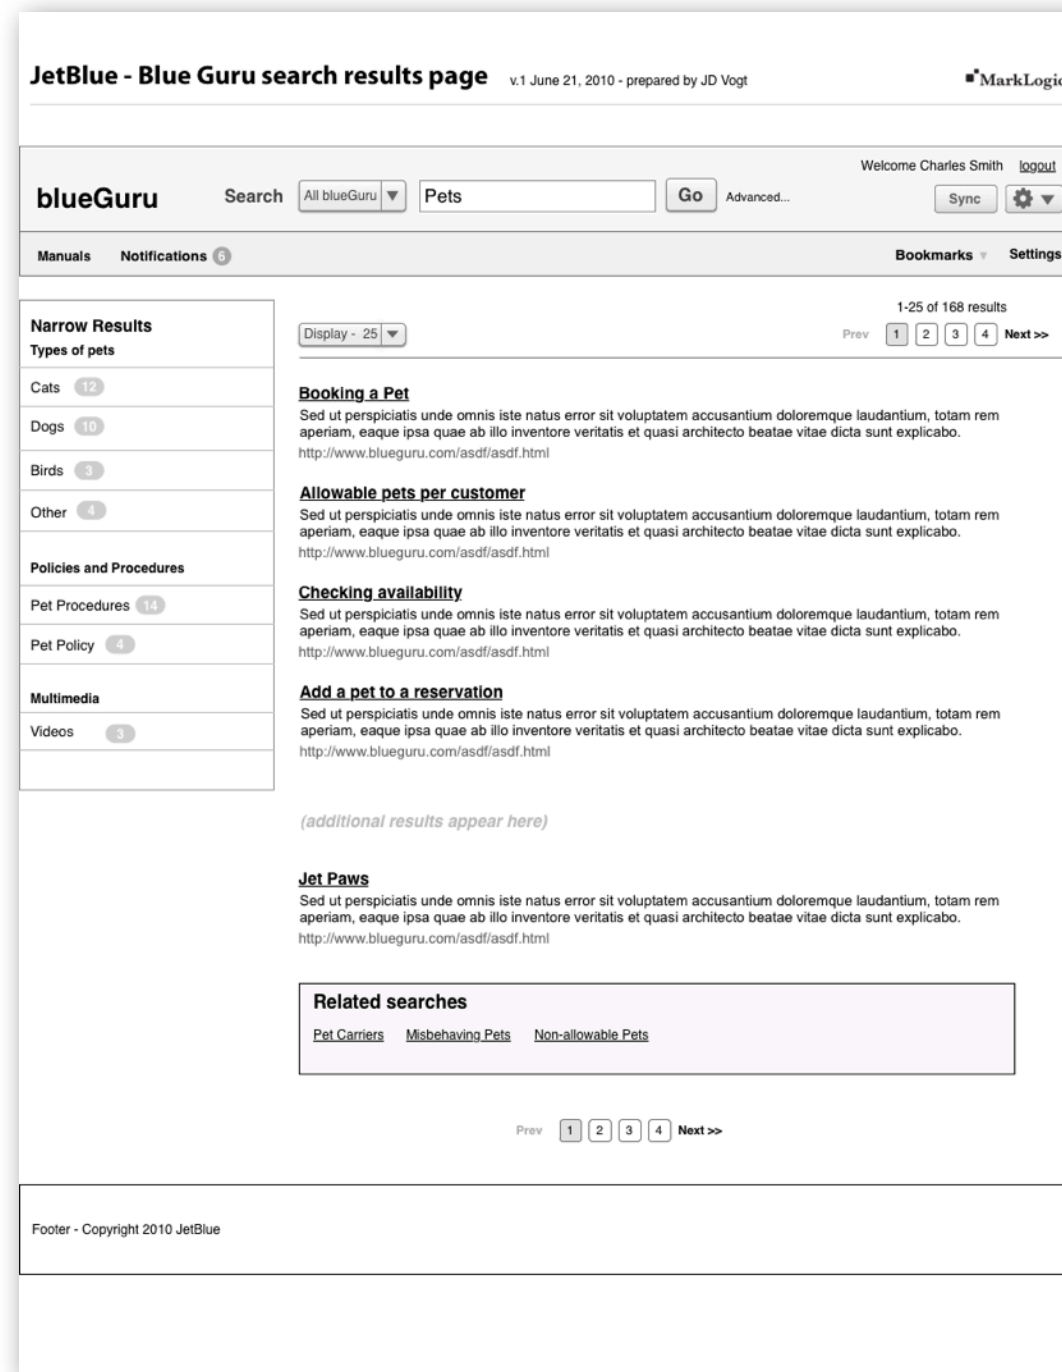 JetBlue - Blue Guru search results page v.1 June 21, 2010 - prepared by JD Vogt MarkLogic
Welcome Charles Smith logout
blueGuru Search All blueGuru Pets Go Advanced... Sync
Manuals Notifications 6 Bookmarks Settings
Narrow Results
Types of pets
Cats 12
Dogs 10
Birds 3
Other 4
Policies and Procedures
Pet Procedures 14
Pet Policy 4
Multimedia
Videos 3
1-25 of 168 results
Display - 25 Prev 1 2 3 4 Next >>
Booking a Pet
Sed ut perspiciatis unde omnis iste natus error sit voluptatem accusantium doloremque laudantium, totam rem
aperiam, eaque ipsa quae ab illo inventore veritatis et quasi architecto beatae vitae dicta sunt explicabo.
http://www.blueguru.com/asdf/asdf.html
Allowable pets per customer
Sed ut perspiciatis unde omnis iste natus error sit voluptatem accusantium doloremque laudantium, totam rem
aperiam, eaque ipsa quae ab illo inventore veritatis et quasi architecto beatae vitae dicta sunt explicabo.
http://www.blueguru.com/asdf/asdf.html
Checking availability
Sed ut perspiciatis unde omnis iste natus error sit voluptatem accusantium doloremque laudantium, totam rem
aperiam, eaque ipsa quae ab illo inventore veritatis et quasi architecto beatae vitae dicta sunt explicabo.
http://www.blueguru.com/asdf/asdf.html
Add a pet to a reservation
Sed ut perspiciatis unde omnis iste natus error sit voluptatem accusantium doloremque laudantium, totam rem
aperiam, eaque ipsa quae ab illo inventore veritatis et quasi architecto beatae vitae dicta sunt explicabo.
http://www.blueguru.com/asdf/asdf.html
(additional results appear here)
Jet Paws
Sed ut perspiciatis unde omnis iste natus error sit voluptatem accusantium doloremque laudantium, totam rem
aperiam, eaque ipsa quae ab illo inventore veritatis et quasi architecto beatae vitae dicta sunt explicabo.
http://www.blueguru.com/asdf/asdf.html
Related searches
Pet Carriers Misbehaving Pets Non-allowable Pets
Prev 1 2 3 4 Next >>
Footer - Copyright 2010 JetBlue